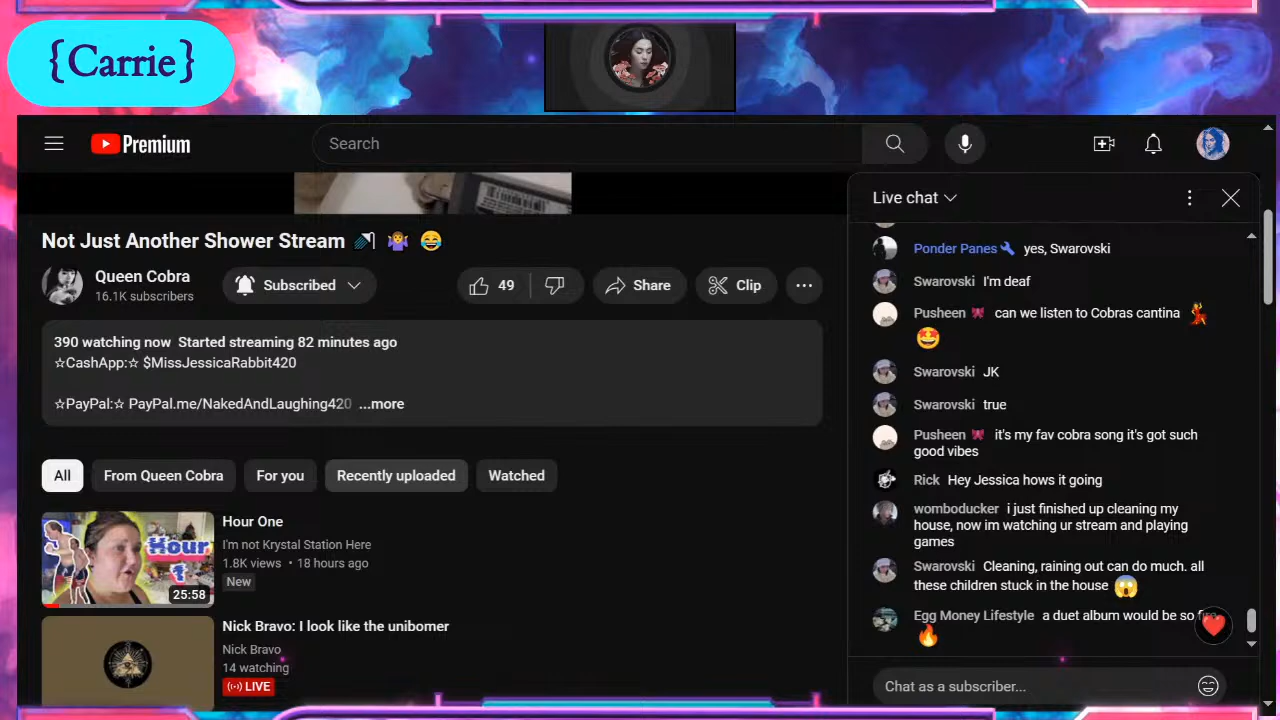 {Carrie}
Premium
Search
Live chat
Not Just Another Shower Stream 🚿 🤷‍♀️ 😂
Queen Cobra
16.1K subscribers
Subscribed
49
Share
Clip
390 watching now Started streaming 82 minutes ago
☆CashApp:☆ $MissJessicaRabbit420
☆PayPal:☆ PayPal.me/NakedAndLaughing420 ...more
All
From Queen Cobra
For you
Recently uploaded
Watched
Hour
1
25:58
Hour One
I'm not Krystal Station Here
1.8K views • 18 hours ago
New
Nick Bravo: I look like the unibomer
Nick Bravo
14 watching
LIVE
Ponder Panes🔧 yes, Swarovski
Swarovski I'm deaf
Pusheen 🎀 can we listen to Cobras cantina 💃
🤩
Swarovski JK
Swarovski true
Pusheen 🎀 it's my fav cobra song it's got such
good vibes
Rick Hey Jessica hows it going
womboducker i just finished up cleaning my
house, now im watching ur stream and playing
games
Swarovski Cleaning, raining out can do much. all
these children stuck in the house 😱
Egg Money Lifestyle a duet album would be so
🔥
Chat as a subscriber...